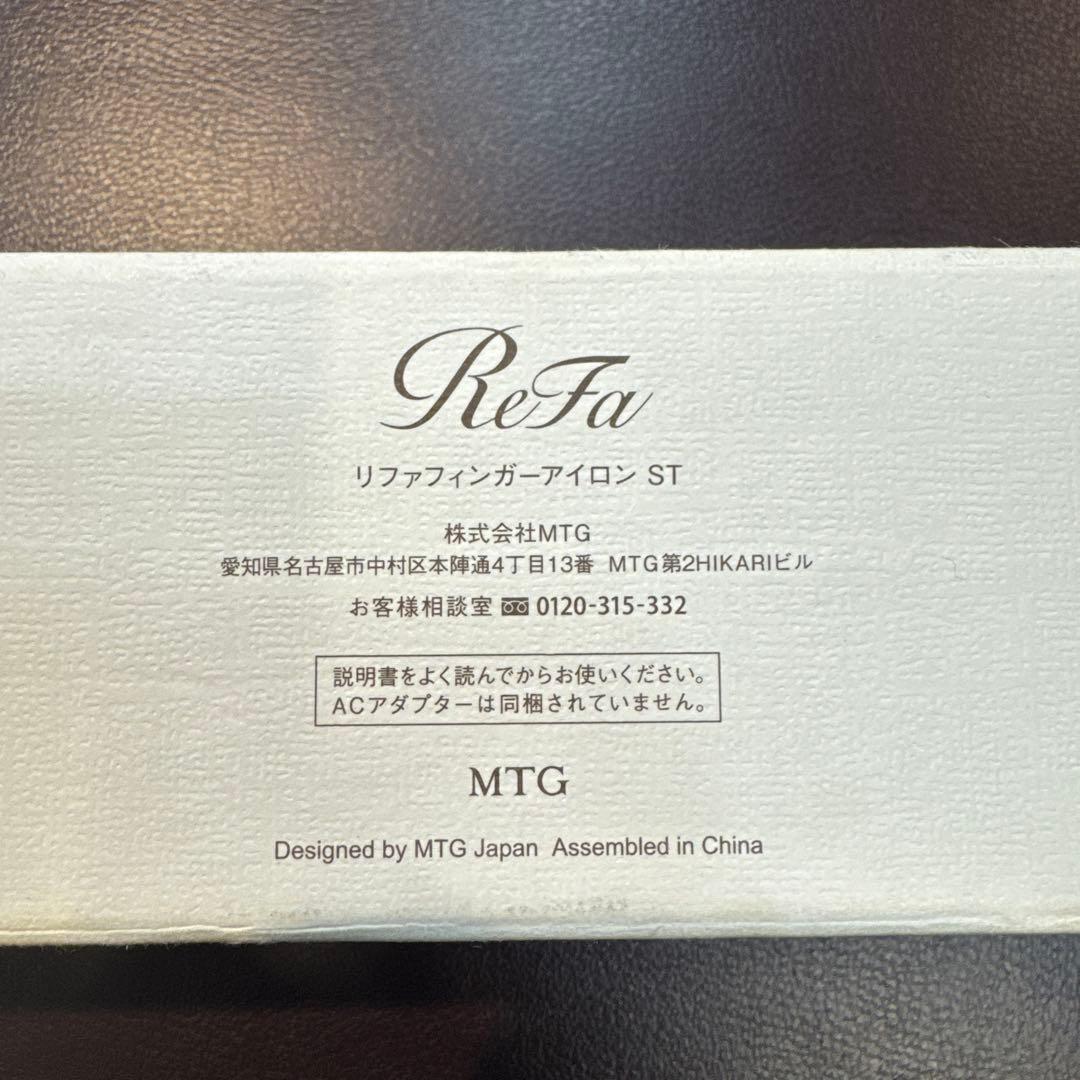 ReFa
リファフィンガーアイロン ST
株式会社MTG
愛知県名古屋市中村区本陣通4丁目13番 MTG第2HIKARIビル
お客様相談室 0120-315-332
説明書をよく読んでからお使いください。
ACアダプターは同梱されていません。
MTG
Designed by MTG Japan Assembled in China